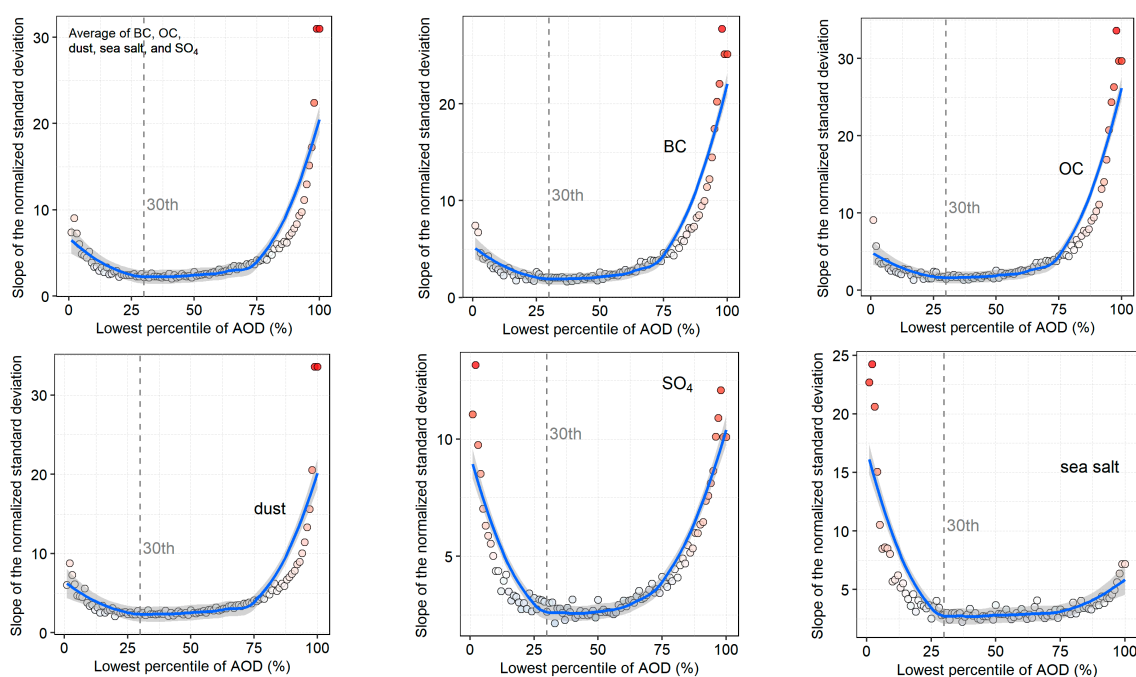 Average of BC, OC,
dust, sea salt, and SO₄
30th
Slope of the normalized standard deviation
30
20
10
0
0 25 50 75 100
Lowest percentile of AOD (%)
BC
30th
Slope of the normalized standard deviation
30
20
10
0
0 25 50 75 100
Lowest percentile of AOD (%)
OC
30th
Slope of the normalized standard deviation
30
20
10
0
0 25 50 75 100
Lowest percentile of AOD (%)
dust
30th
Slope of the normalized standard deviation
30
20
10
0
0 25 50 75 100
Lowest percentile of AOD (%)
SO₄
30th
Slope of the normalized standard deviation
10
5
0 25 50 75 100
Lowest percentile of AOD (%)
sea salt
30th
Slope of the normalized standard deviation
25
20
15
10
5
0 25 50 75 100
Lowest percentile of AOD (%)